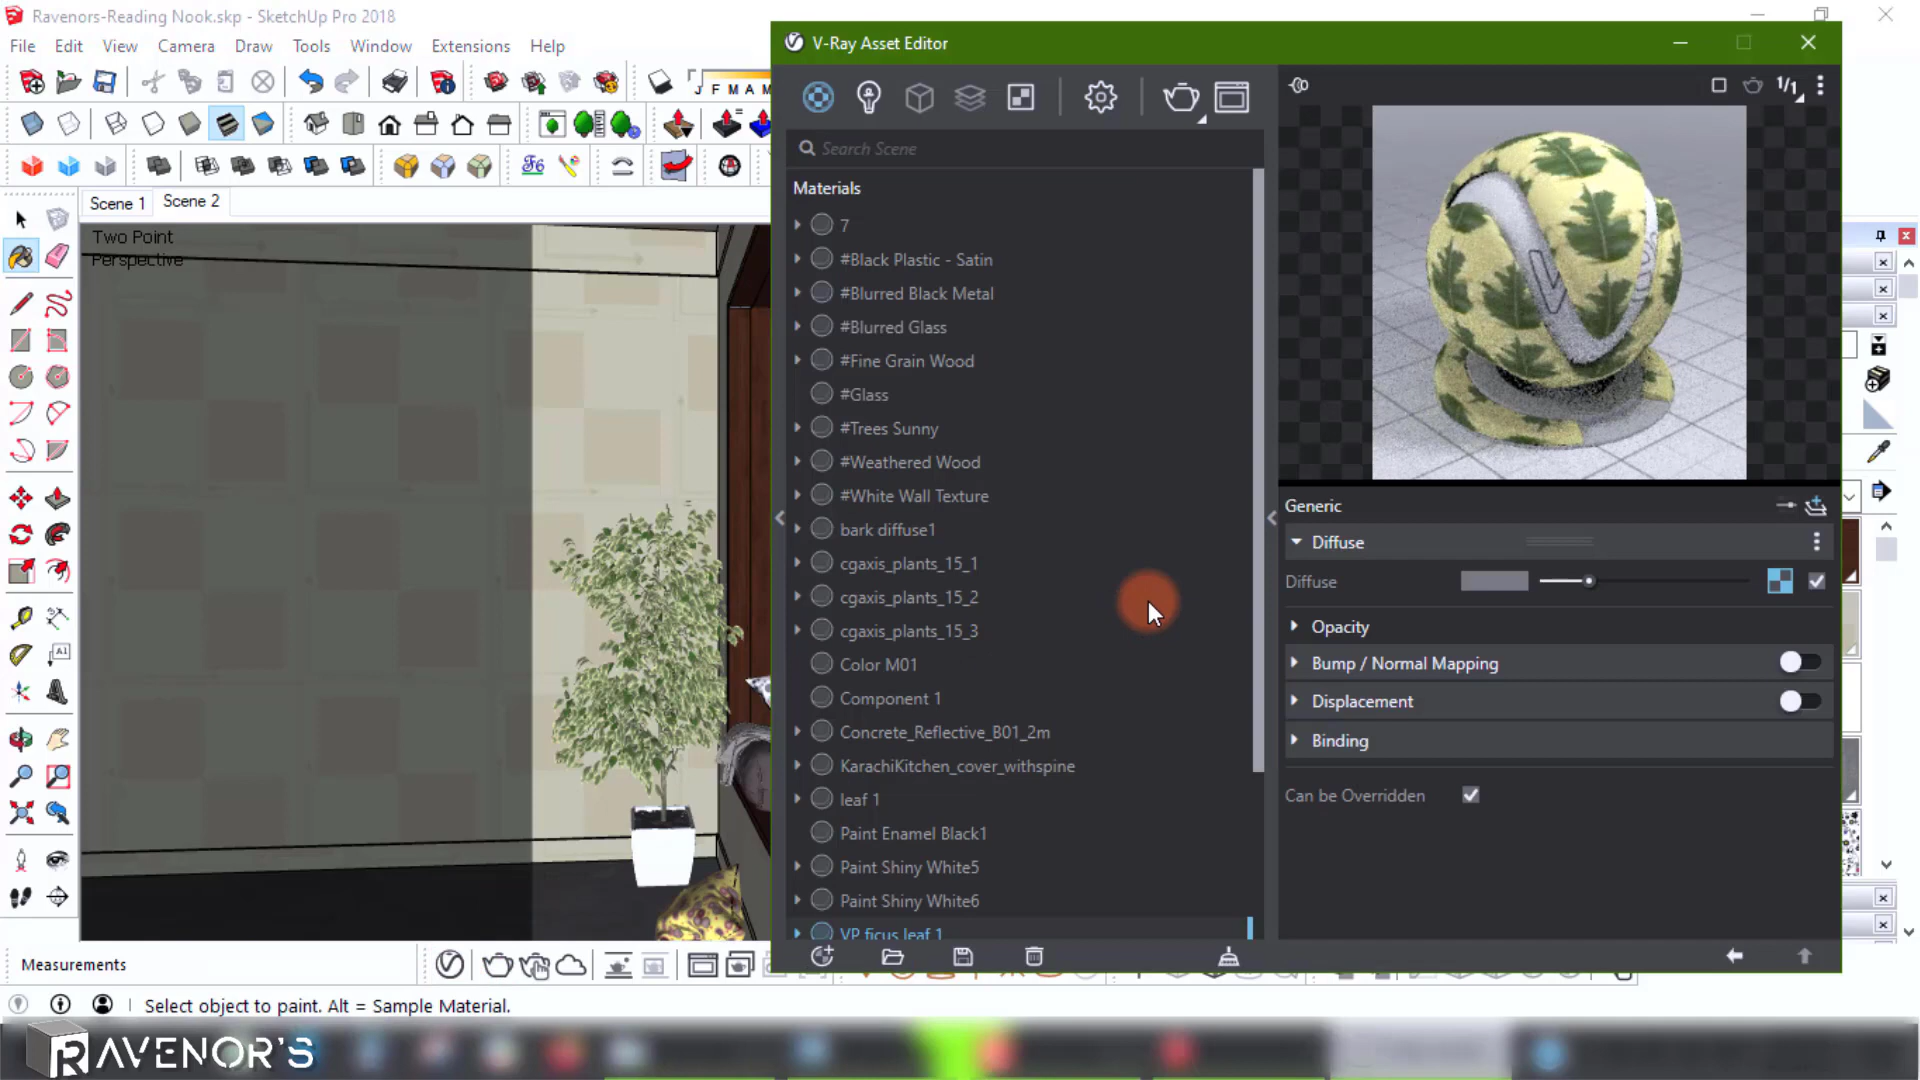 Ravenors-Reading Nook.skp - SketchUp Pro 2018
File Edit View Camera Draw Tools Window Extensions Help
J F M A M
Scene 1 Scene 2
Two Point
Perspective
V-Ray Asset Editor
Search Scene
Materials
7
#Black Plastic - Satin
#Blurred Black Metal
#Blurred Glass
#Fine Grain Wood
#Glass
#Trees Sunny
#Weathered Wood
#White Wall Texture
bark diffuse1
cgaxis_plants_15_1
cgaxis_plants_15_2
cgaxis_plants_15_3
Color M01
Component 1
Concrete_Reflective_B01_2m
KarachiKitchen_cover_withspine
leaf 1
Paint Enamel Black1
Paint Shiny White5
Paint Shiny White6
VP ficus leaf 1
1/1
Generic
Diffuse
Diffuse
Opacity
Bump / Normal Mapping
Displacement
Binding
Can be Overridden
Measurements
Select object to paint. Alt = Sample Material.
RAVENOR'S